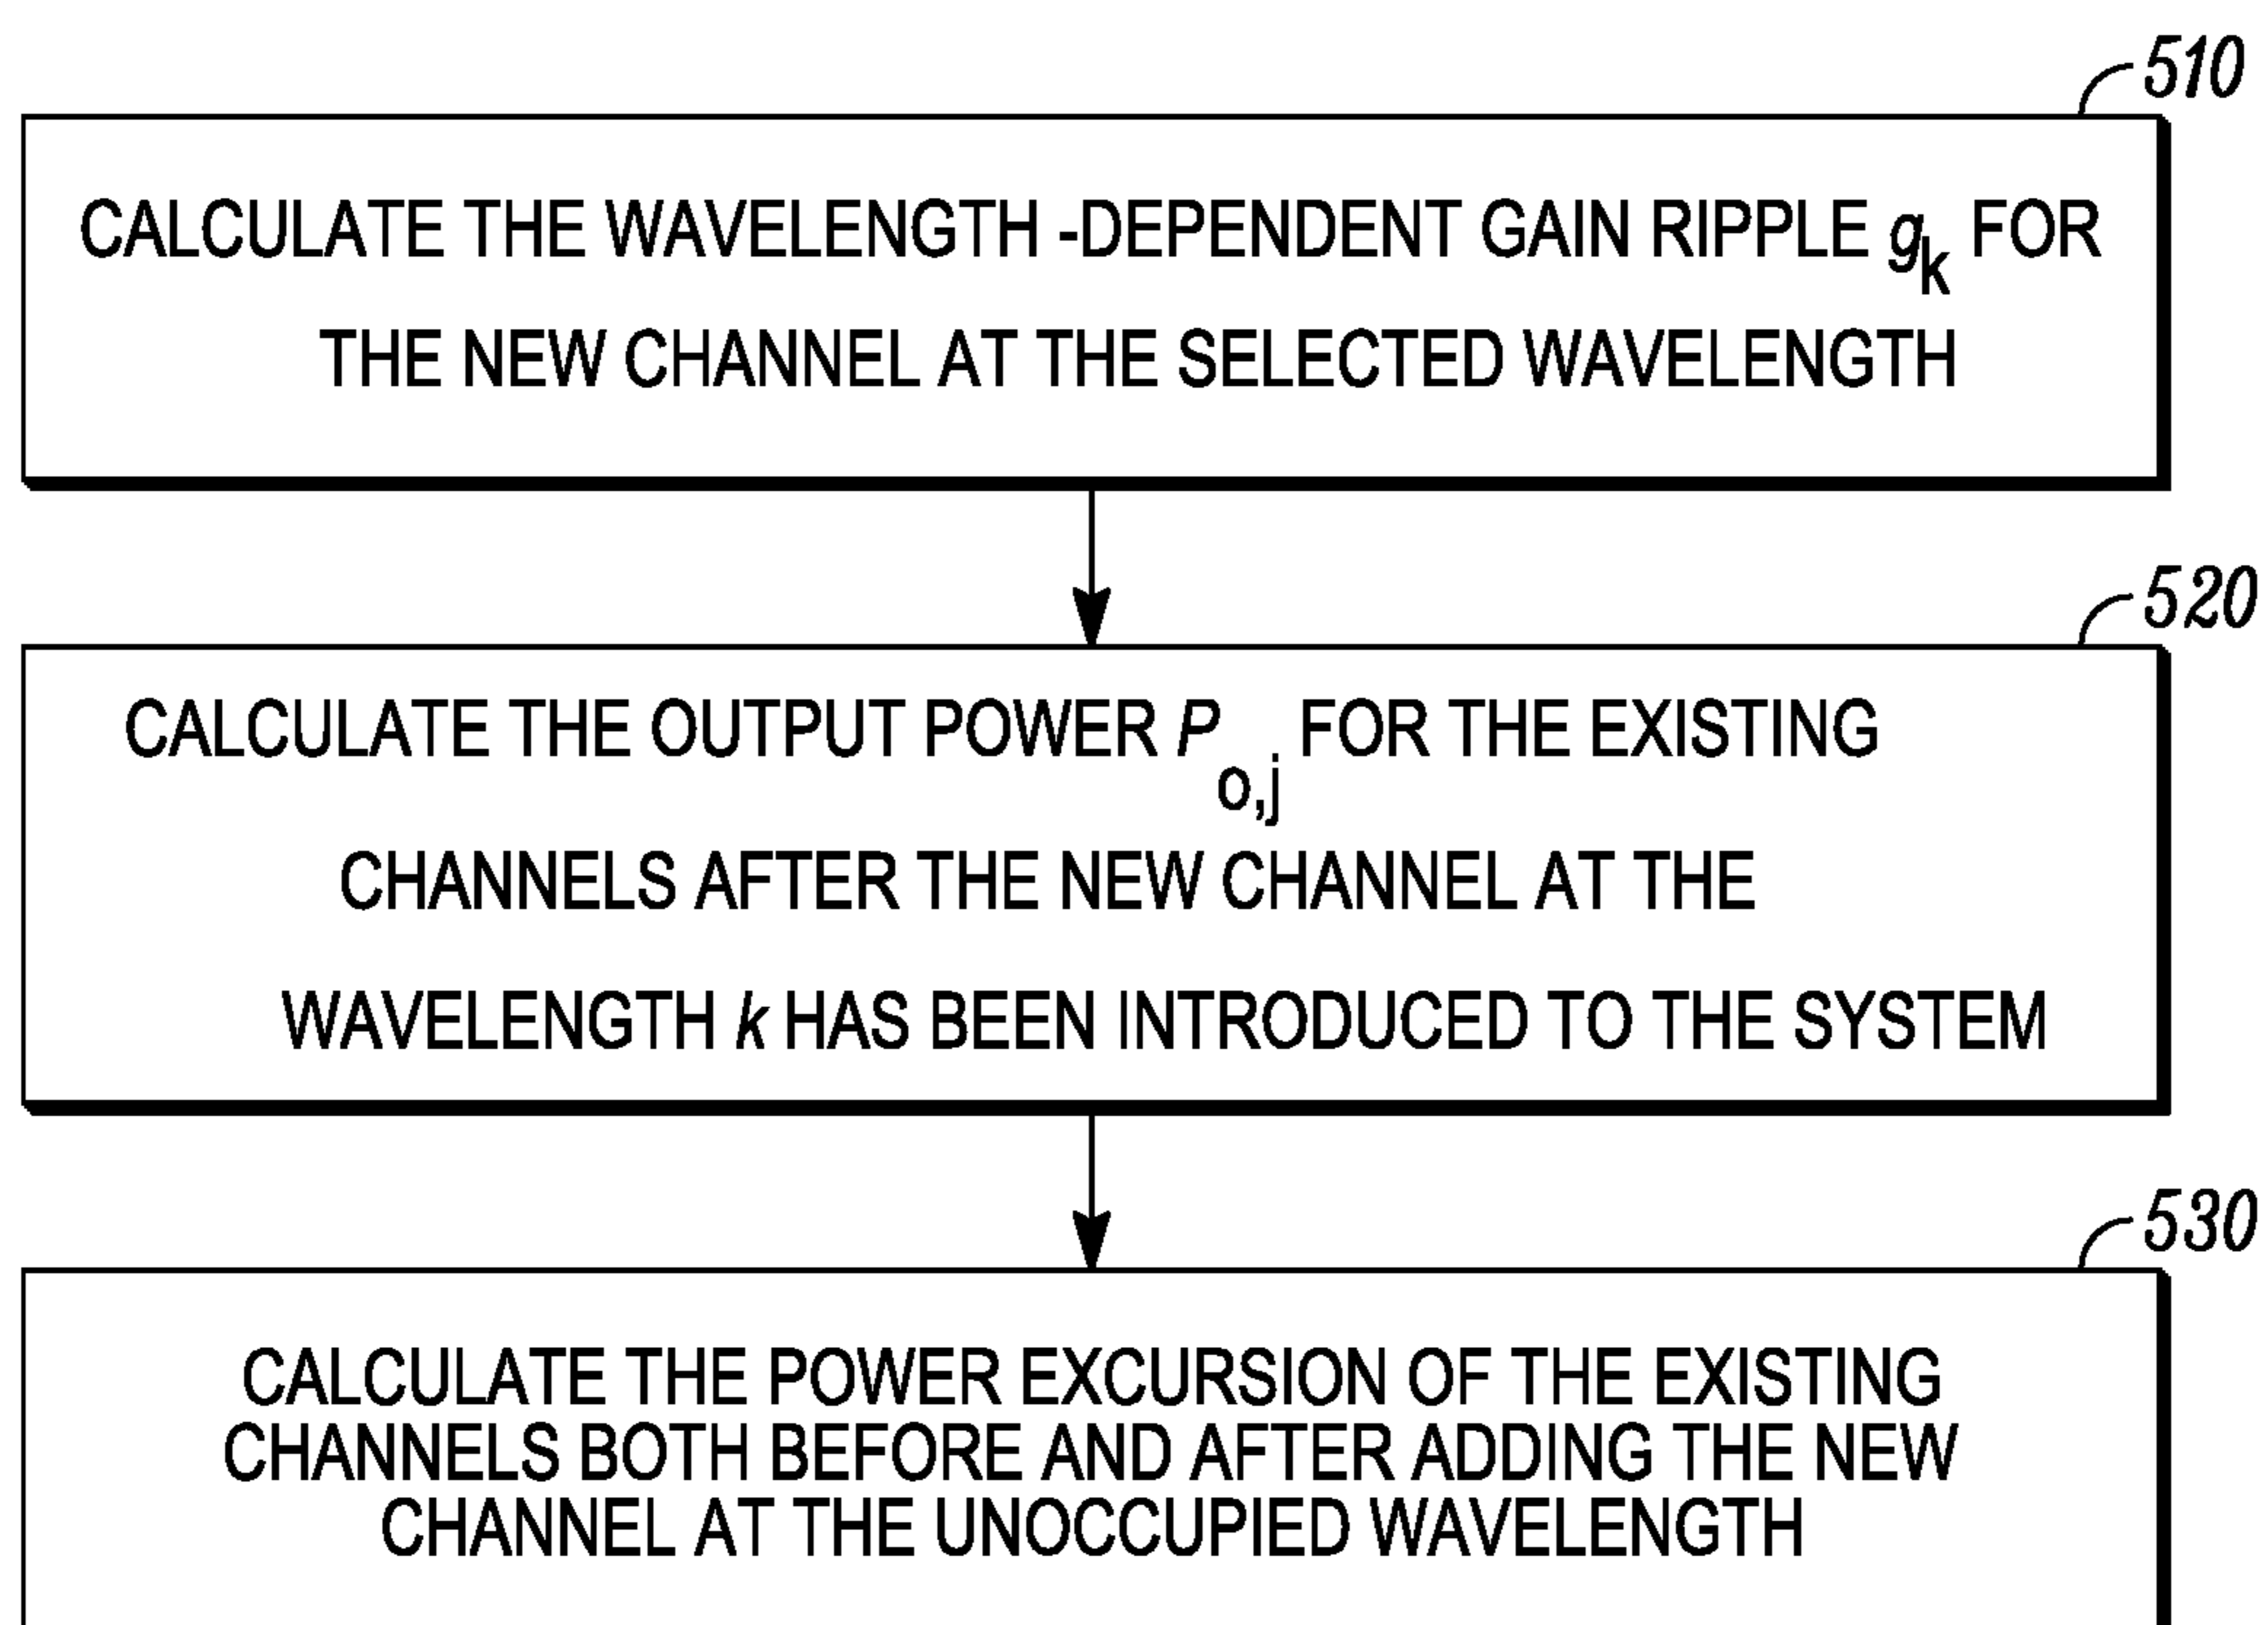 510
CALCULATE THE WAVELENGTH -DEPENDENT GAIN RIPPLE gk FOR
THE NEW CHANNEL AT THE SELECTED WAVELENGTH
520
CALCULATE THE OUTPUT POWER Po,j FOR THE EXISTING
CHANNELS AFTER THE NEW CHANNEL AT THE
WAVELENGTH k HAS BEEN INTRODUCED TO THE SYSTEM
530
CALCULATE THE POWER EXCURSION OF THE EXISTING
CHANNELS BOTH BEFORE AND AFTER ADDING THE NEW
CHANNEL AT THE UNOCCUPIED WAVELENGTH